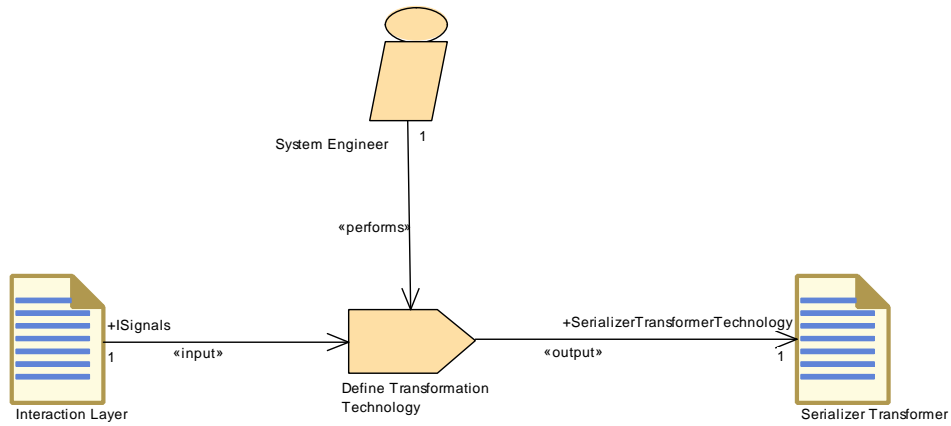 1
System Engineer
«performs»
+ISignals
+SerializerTransformerTechnology
1
«input»
«output»
1
Define Transformation
Technology
Interaction Layer
Serializer Transformer